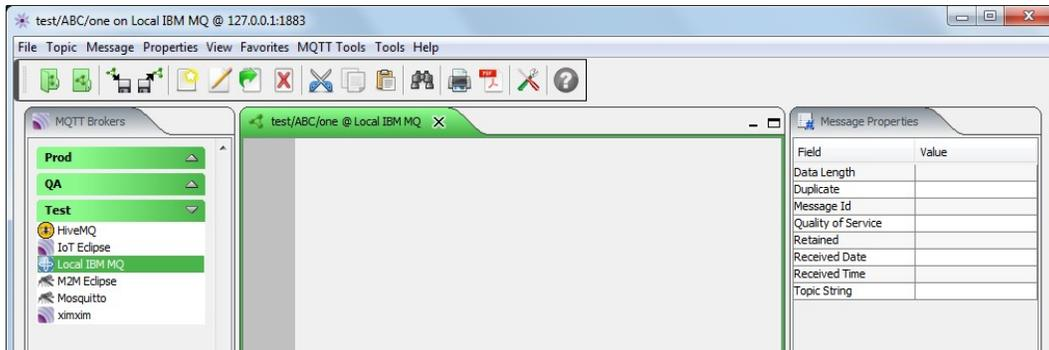 test/ABC/one on Local IBM MQ @ 127.0.0.1:1883
File Topic Message Properties View Favorites MQTT Tools Tools Help
PDF
MQTT Brokers
Prod
QA
Test
HiveMQ
IoT Eclipse
Local IBM MQ
M2M Eclipse
Mosquitto
ximxim
test/ABC/one @ Local IBM MQ
Message Properties
Field Value
Data Length
Duplicate
Message Id
Quality of Service
Retained
Received Date
Received Time
Topic String